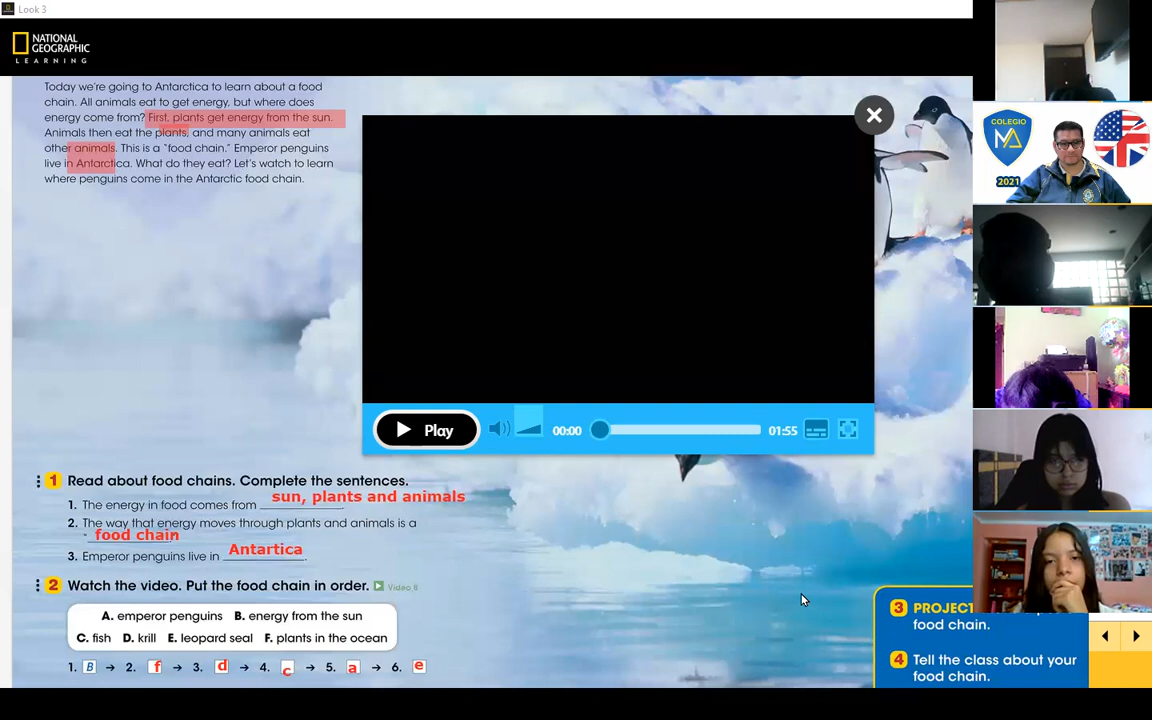 Look 3
NATIONAL
GEOGRAPHIC
LEARNING
Today we're going to Antarctica to learn about a food
chain. All animals eat to get energy, but where does
energy come from? First, plants get energy from the sun.
Animals then eat the plants, and many animals eat
other animals. This is a "food chain." Emperor penguins
live in Antarctica. What do they eat? Let's watch to learn
where penguins come in the Antarctic food chain.
Play
00:00
01:55
1 Read about food chains. Complete the sentences.
1. The energy in food comes from sun, plants and animals.
2. The way that energy moves through plants and animals is a
" food chain
3. Emperor penguins live in Antartica.
2 Watch the video. Put the food chain in order. Video 8
A. emperor penguins B. energy from the sun
C. fish D. krill E. leopard seal F. plants in the ocean
1. B → 2. f → 3. d → 4. c → 5. a → 6. e
3 PROJECT
food chain.
4 Tell the class about your
food chain.
COLEGIO
MA
2021